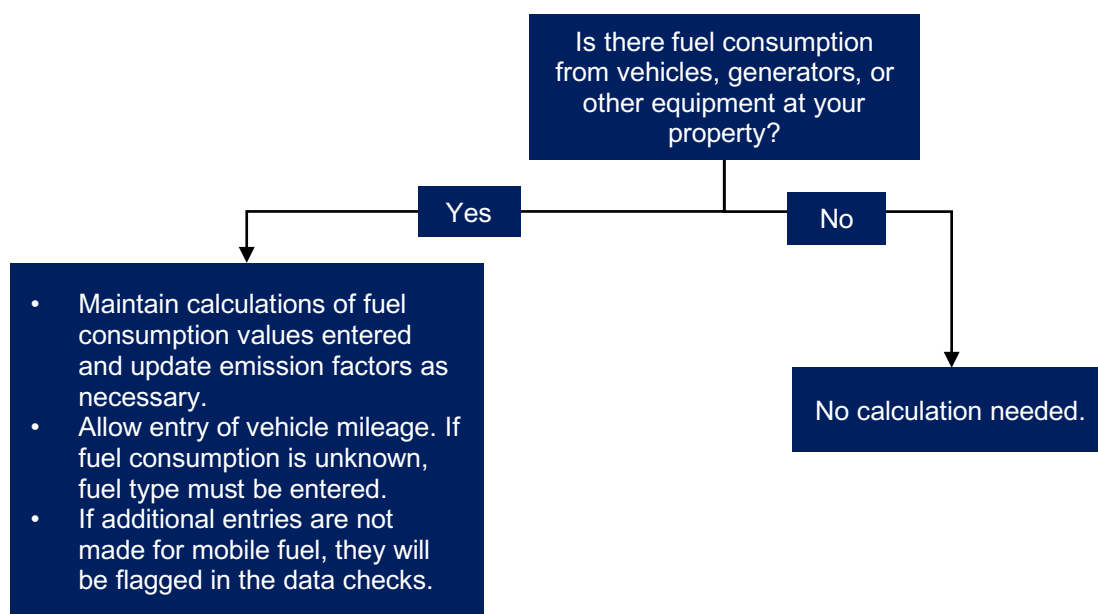 Is there fuel consumption
from vehicles, generators, or
other equipment at your
property?
Yes
No
• Maintain calculations of fuel
consumption values entered
and update emission factors as
necessary.
• Allow entry of vehicle mileage. If
fuel consumption is unknown,
fuel type must be entered.
• If additional entries are not
made for mobile fuel, they will
be flagged in the data checks.
No calculation needed.